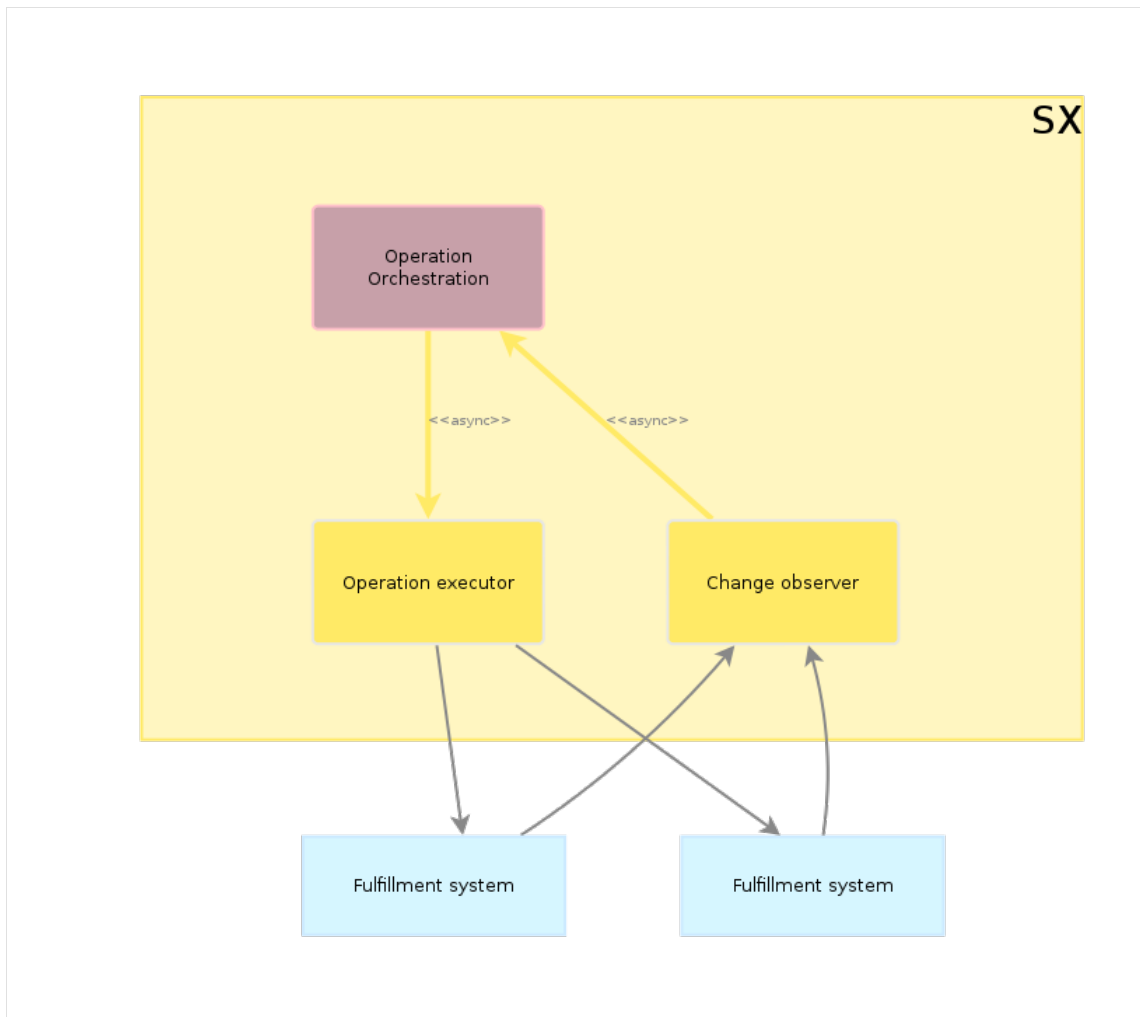 SX
Operation
Orchestration
<<async>>
<<async>>
Operation executor
Change observer
Fulfillment system
Fulfillment system